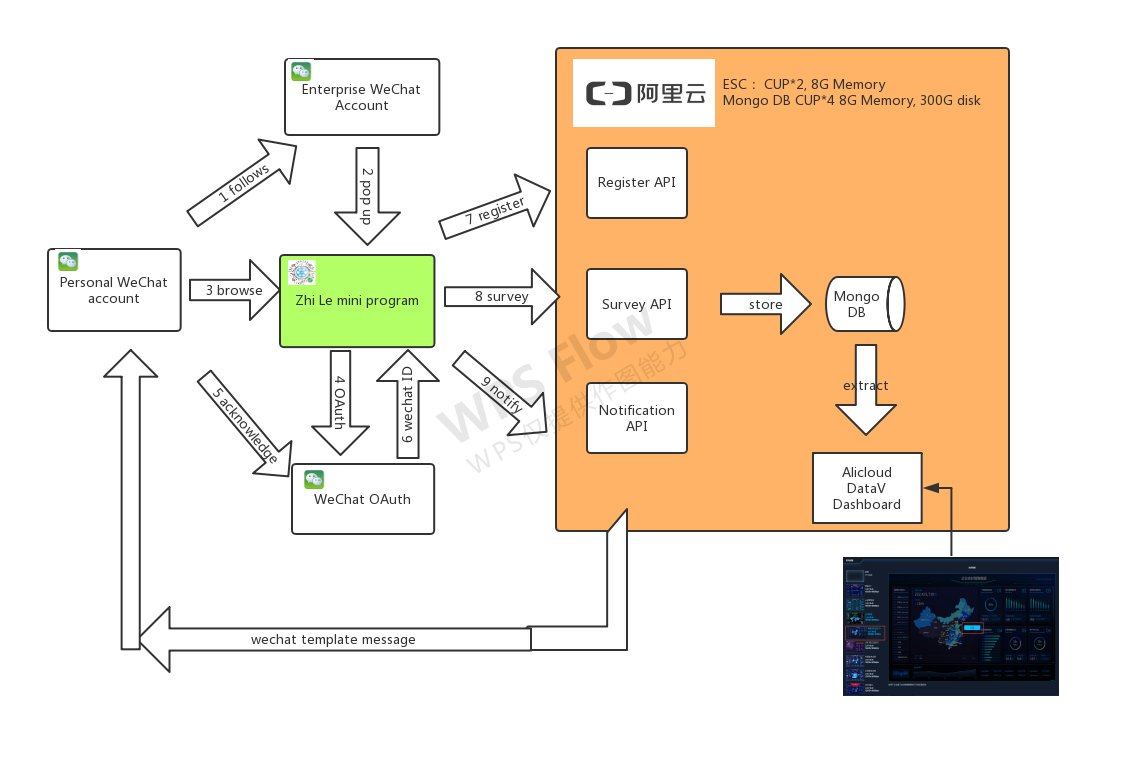 Enterprise WeChat
Account
阿里云
ESC： CUP*2, 8G Memory
Mongo DB CUP*4 8G Memory, 300G disk
1 follows
2 pop up
7 register
Register API
Personal WeChat
account
3 browse
Zhi Le mini program
8 survey
Survey API
store
Mongo
DB
5 acknowledge
4 OAuth
6 wechat ID
9 notify
Notification
API
extract
WeChat OAuth
Alicloud
DataV
Dashboard
wechat template message
WPS Flow
WPS仅提供作图能力